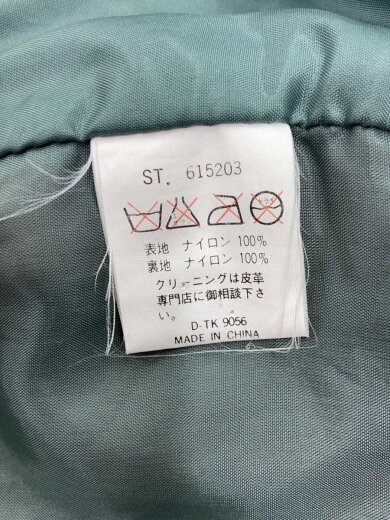 ST. 615203
表地 ナイロン 100%
裏地 ナイロン 100%
クリーニングは皮革
専門店に御相談下さ
い。
D-TK 9056
MADE IN CHINA